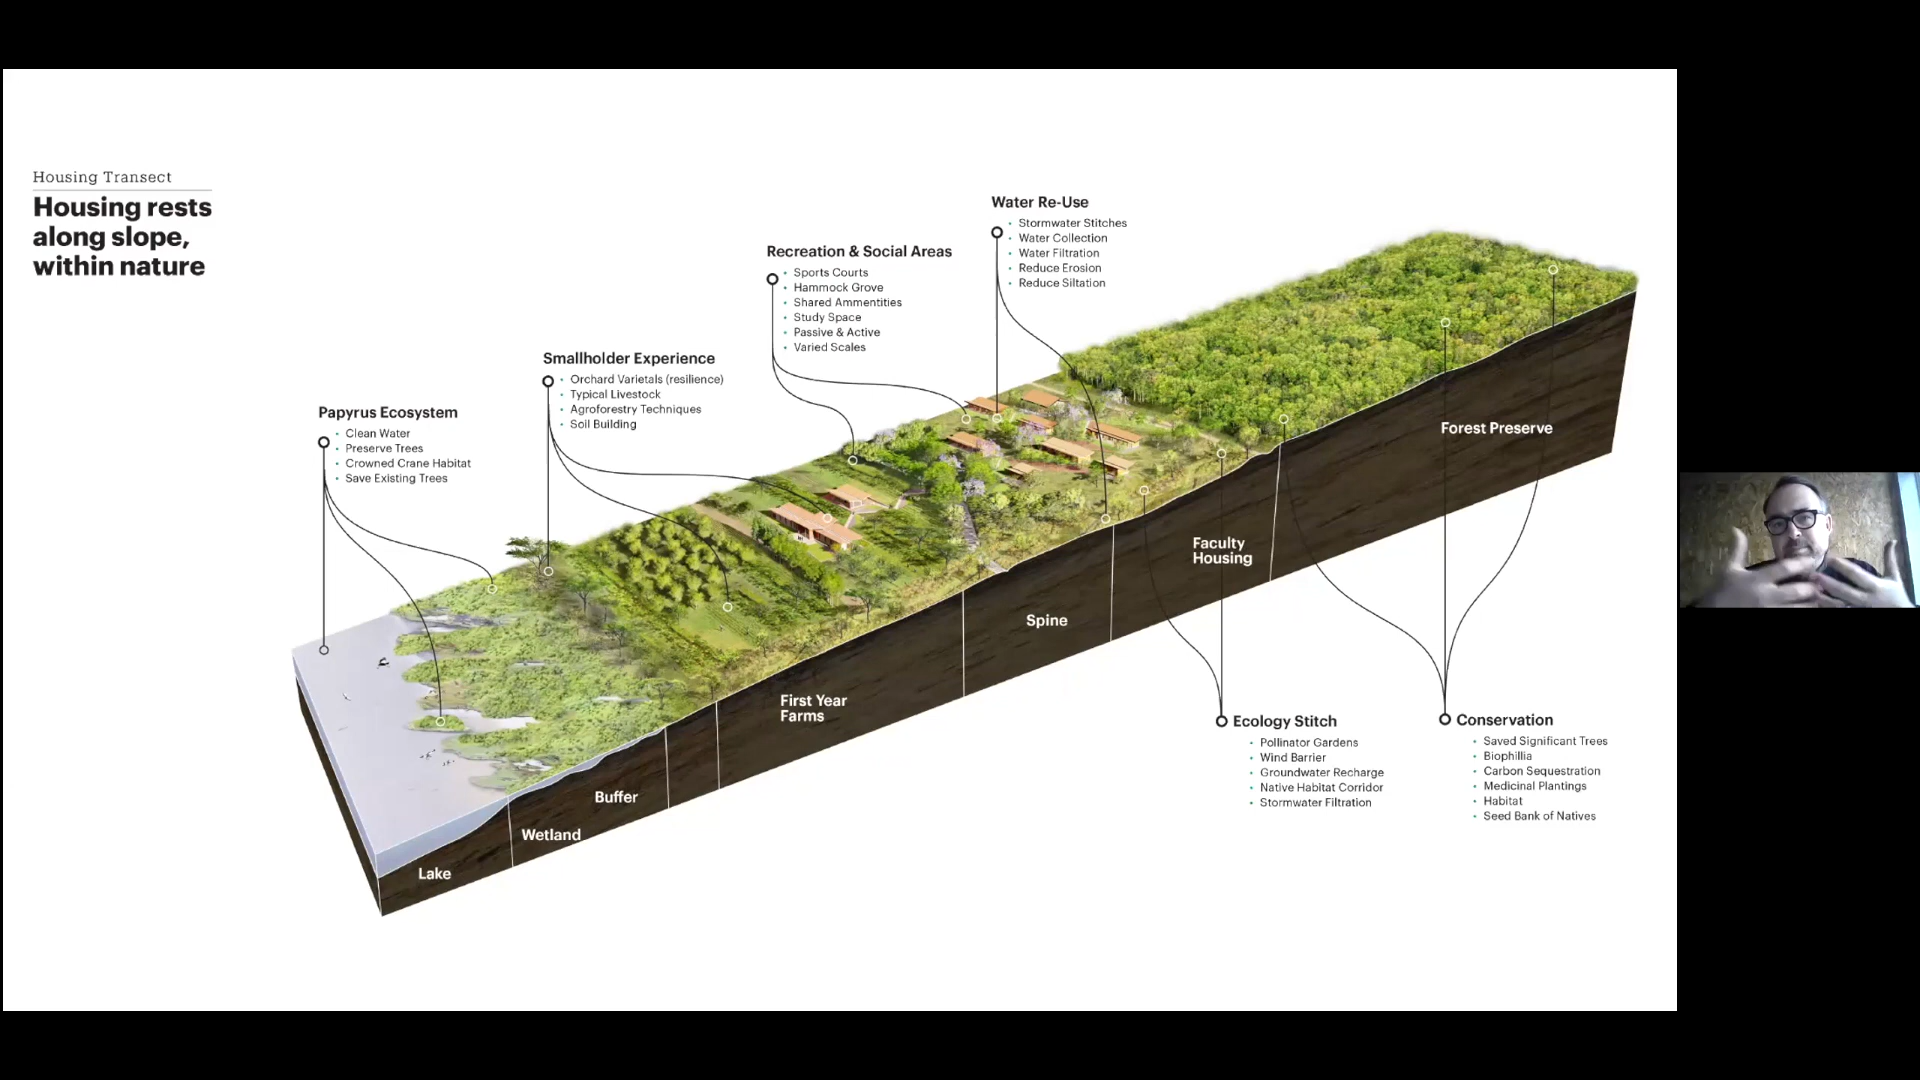 Housing Transect
Housing rests
along slope,
within nature
Water Re-Use
Stormwater Stitches
Water Collection
Water Filtration
Reduce Erosion
Reduce Siltation
Recreation & Social Areas
Sports Courts
Hammock Grove
Shared Ammentities
Study Space
Passive & Active
Varied Scales
Smallholder Experience
Orchard Varietals (resilience)
Typical Livestock
Agroforestry Techniques
Soil Building
Papyrus Ecosystem
Clean Water
Preserve Trees
Crowned Crane Habitat
Save Existing Trees
Forest Preserve
Faculty
Housing
Spine
First Year
Farms
Buffer
Wetland
Lake
Ecology Stitch
Pollinator Gardens
Wind Barrier
Groundwater Recharge
Native Habitat Corridor
Stormwater Filtration
Conservation
Saved Significant Trees
Biophillia
Carbon Sequestration
Medicinal Plantings
Habitat
Seed Bank of Natives